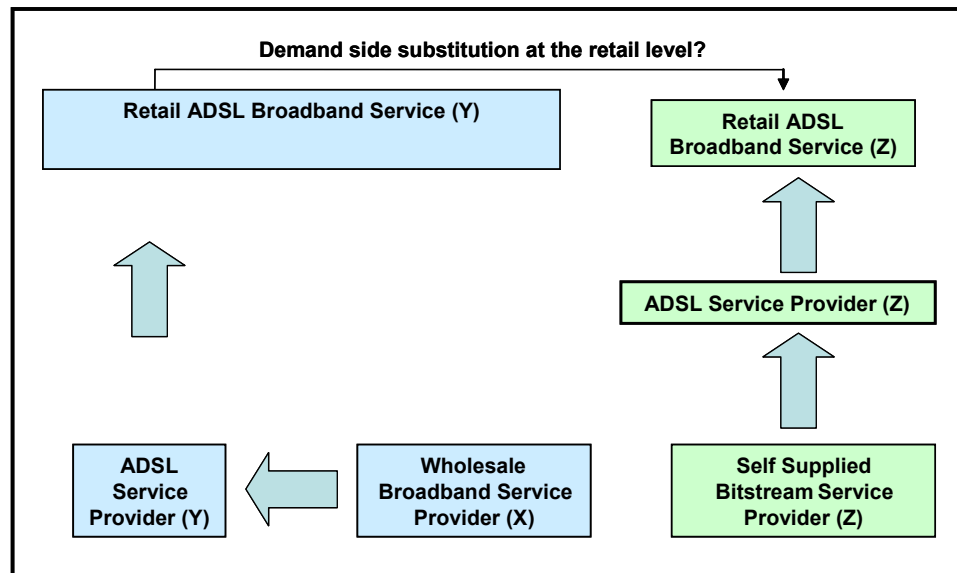 Demand side substitution at the retail level?
Retail ADSL Broadband Service (Y)
Retail ADSL
Broadband Service (Z)
ADSL Service Provider (Z)
ADSL
Service
Provider (Y)
Wholesale
Broadband Service
Provider (X)
Self Supplied
Bitstream Service
Provider (Z)